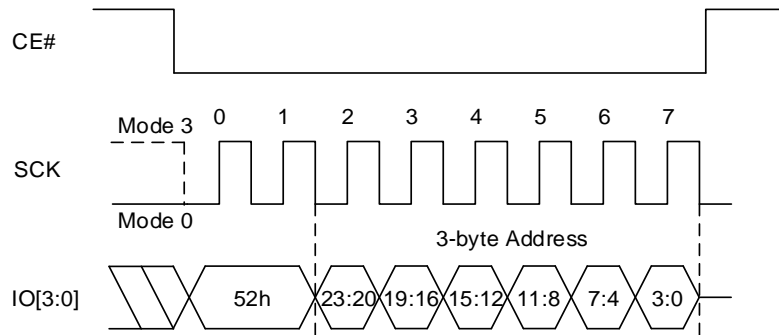 CE#
Mode 3 0 1 2 3 4 5 6 7
SCK
Mode 0
3-byte Address
IO[3:0] 52h 23:20 19:16 15:12 11:8 7:4 3:0